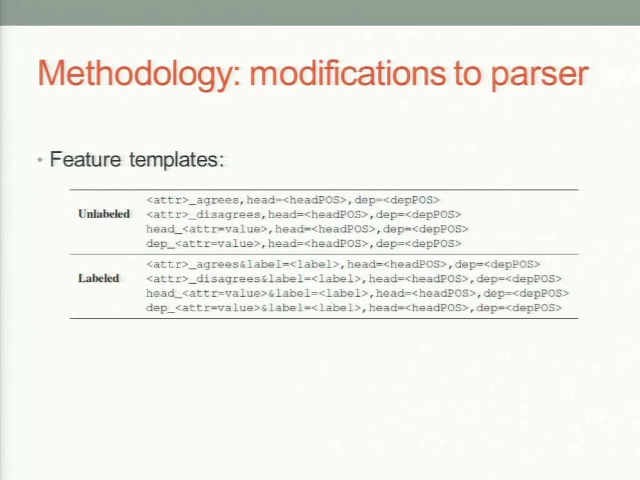 Methodology: modifications to parser
• Feature templates:
<attr>_agrees,head=<headPOS>,dep=<depPOS>
Unlabeled <attr>_disagrees,head=<headPOS>,dep=<depPOS>
head_<attr=value>,head=<headPOS>,dep=<depPOS>
dep_<attr=value>,head=<headPOS>,dep=<depPOS>
<attr>_agrees&label=<label>,head=<headPOS>,dep=<depPOS>
Labeled <attr>_disagrees&label=<label>,head=<headPOS>,dep=<depPOS>
head_<attr=value>&label=<label>,head=<headPOS>,dep=<depPOS>
dep_<attr=value>&label=<label>,head=<headPOS>,dep=<depPOS>